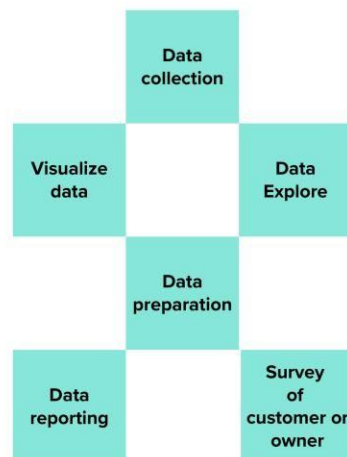 Data
collection
Visualize
data
Data
Explore
Data
preparation
Data
reporting
Survey
of
customer or
owner